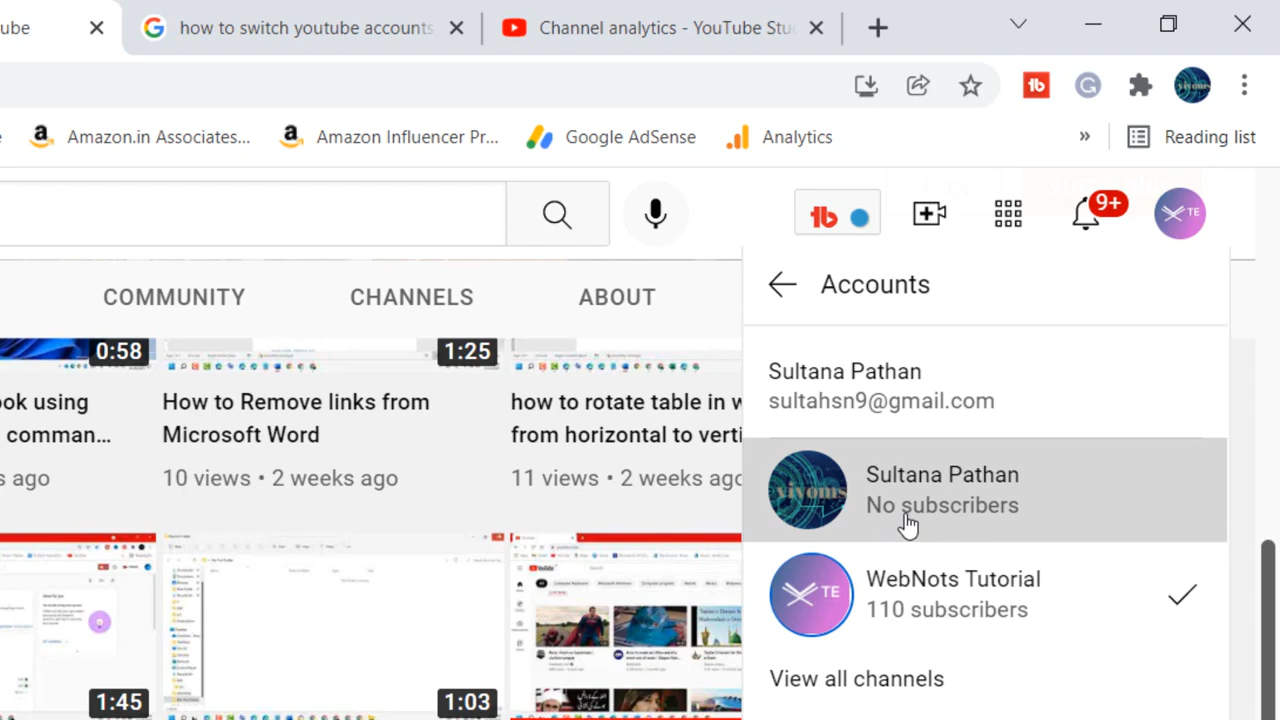 ube
how to switch youtube accounts
Channel analytics - YouTube Stu
Amazon.in Associates...
Amazon Influencer Pr...
Google AdSense
Analytics
»
Reading list
9+
TE
COMMUNITY
CHANNELS
ABOUT
Accounts
Sultana Pathan
sultahsn9@gmail.com
Sultana Pathan
No subscribers
WebNots Tutorial
110 subscribers
TE
View all channels
0:58
ok using
comman...
s ago
1:25
How to Remove links from
Microsoft Word
10 views • 2 weeks ago
how to rotate table in w
from horizontal to verti
11 views • 2 weeks ago
1:45
1:03